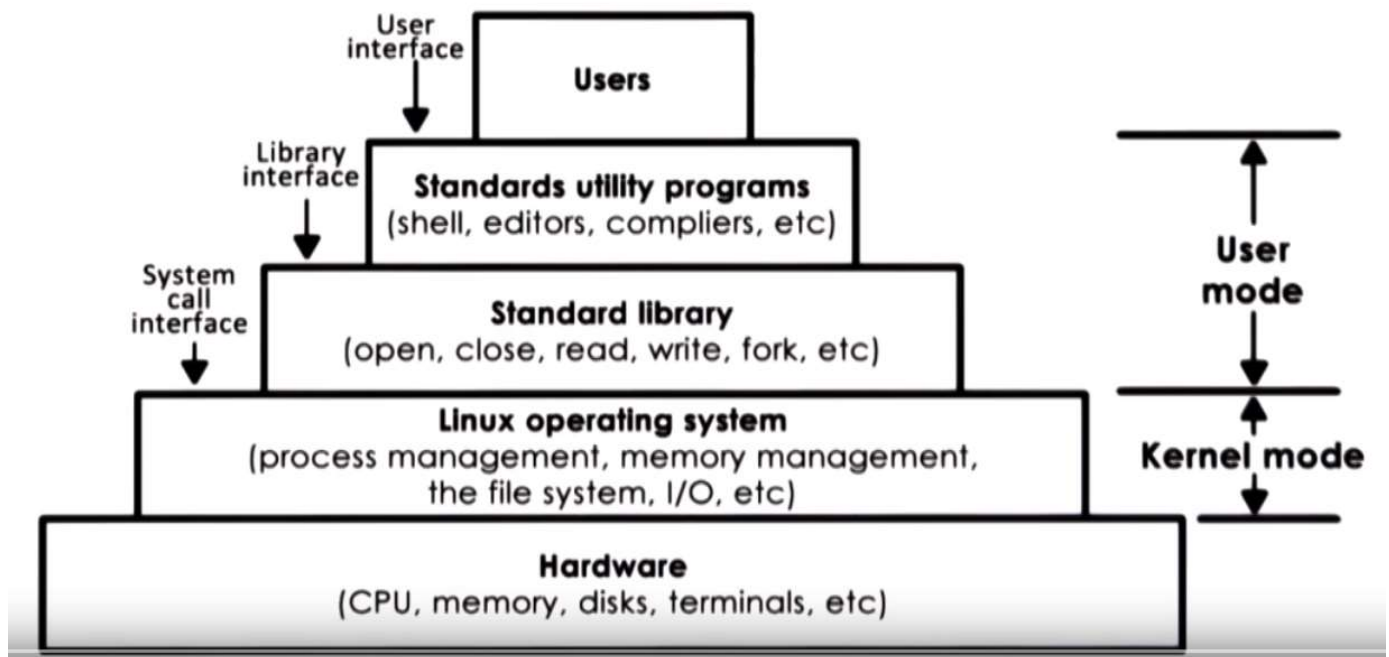 User
interface
Users
Library
interface
Standards utility programs
(shell, editors, compliers, etc)
System
call
interface
Standard library
(open, close, read, write, fork, etc)
User
mode
Linux operating system
(process management, memory management,
the file system, I/O, etc)
Kernel mode
Hardware
(CPU, memory, disks, terminals, etc)